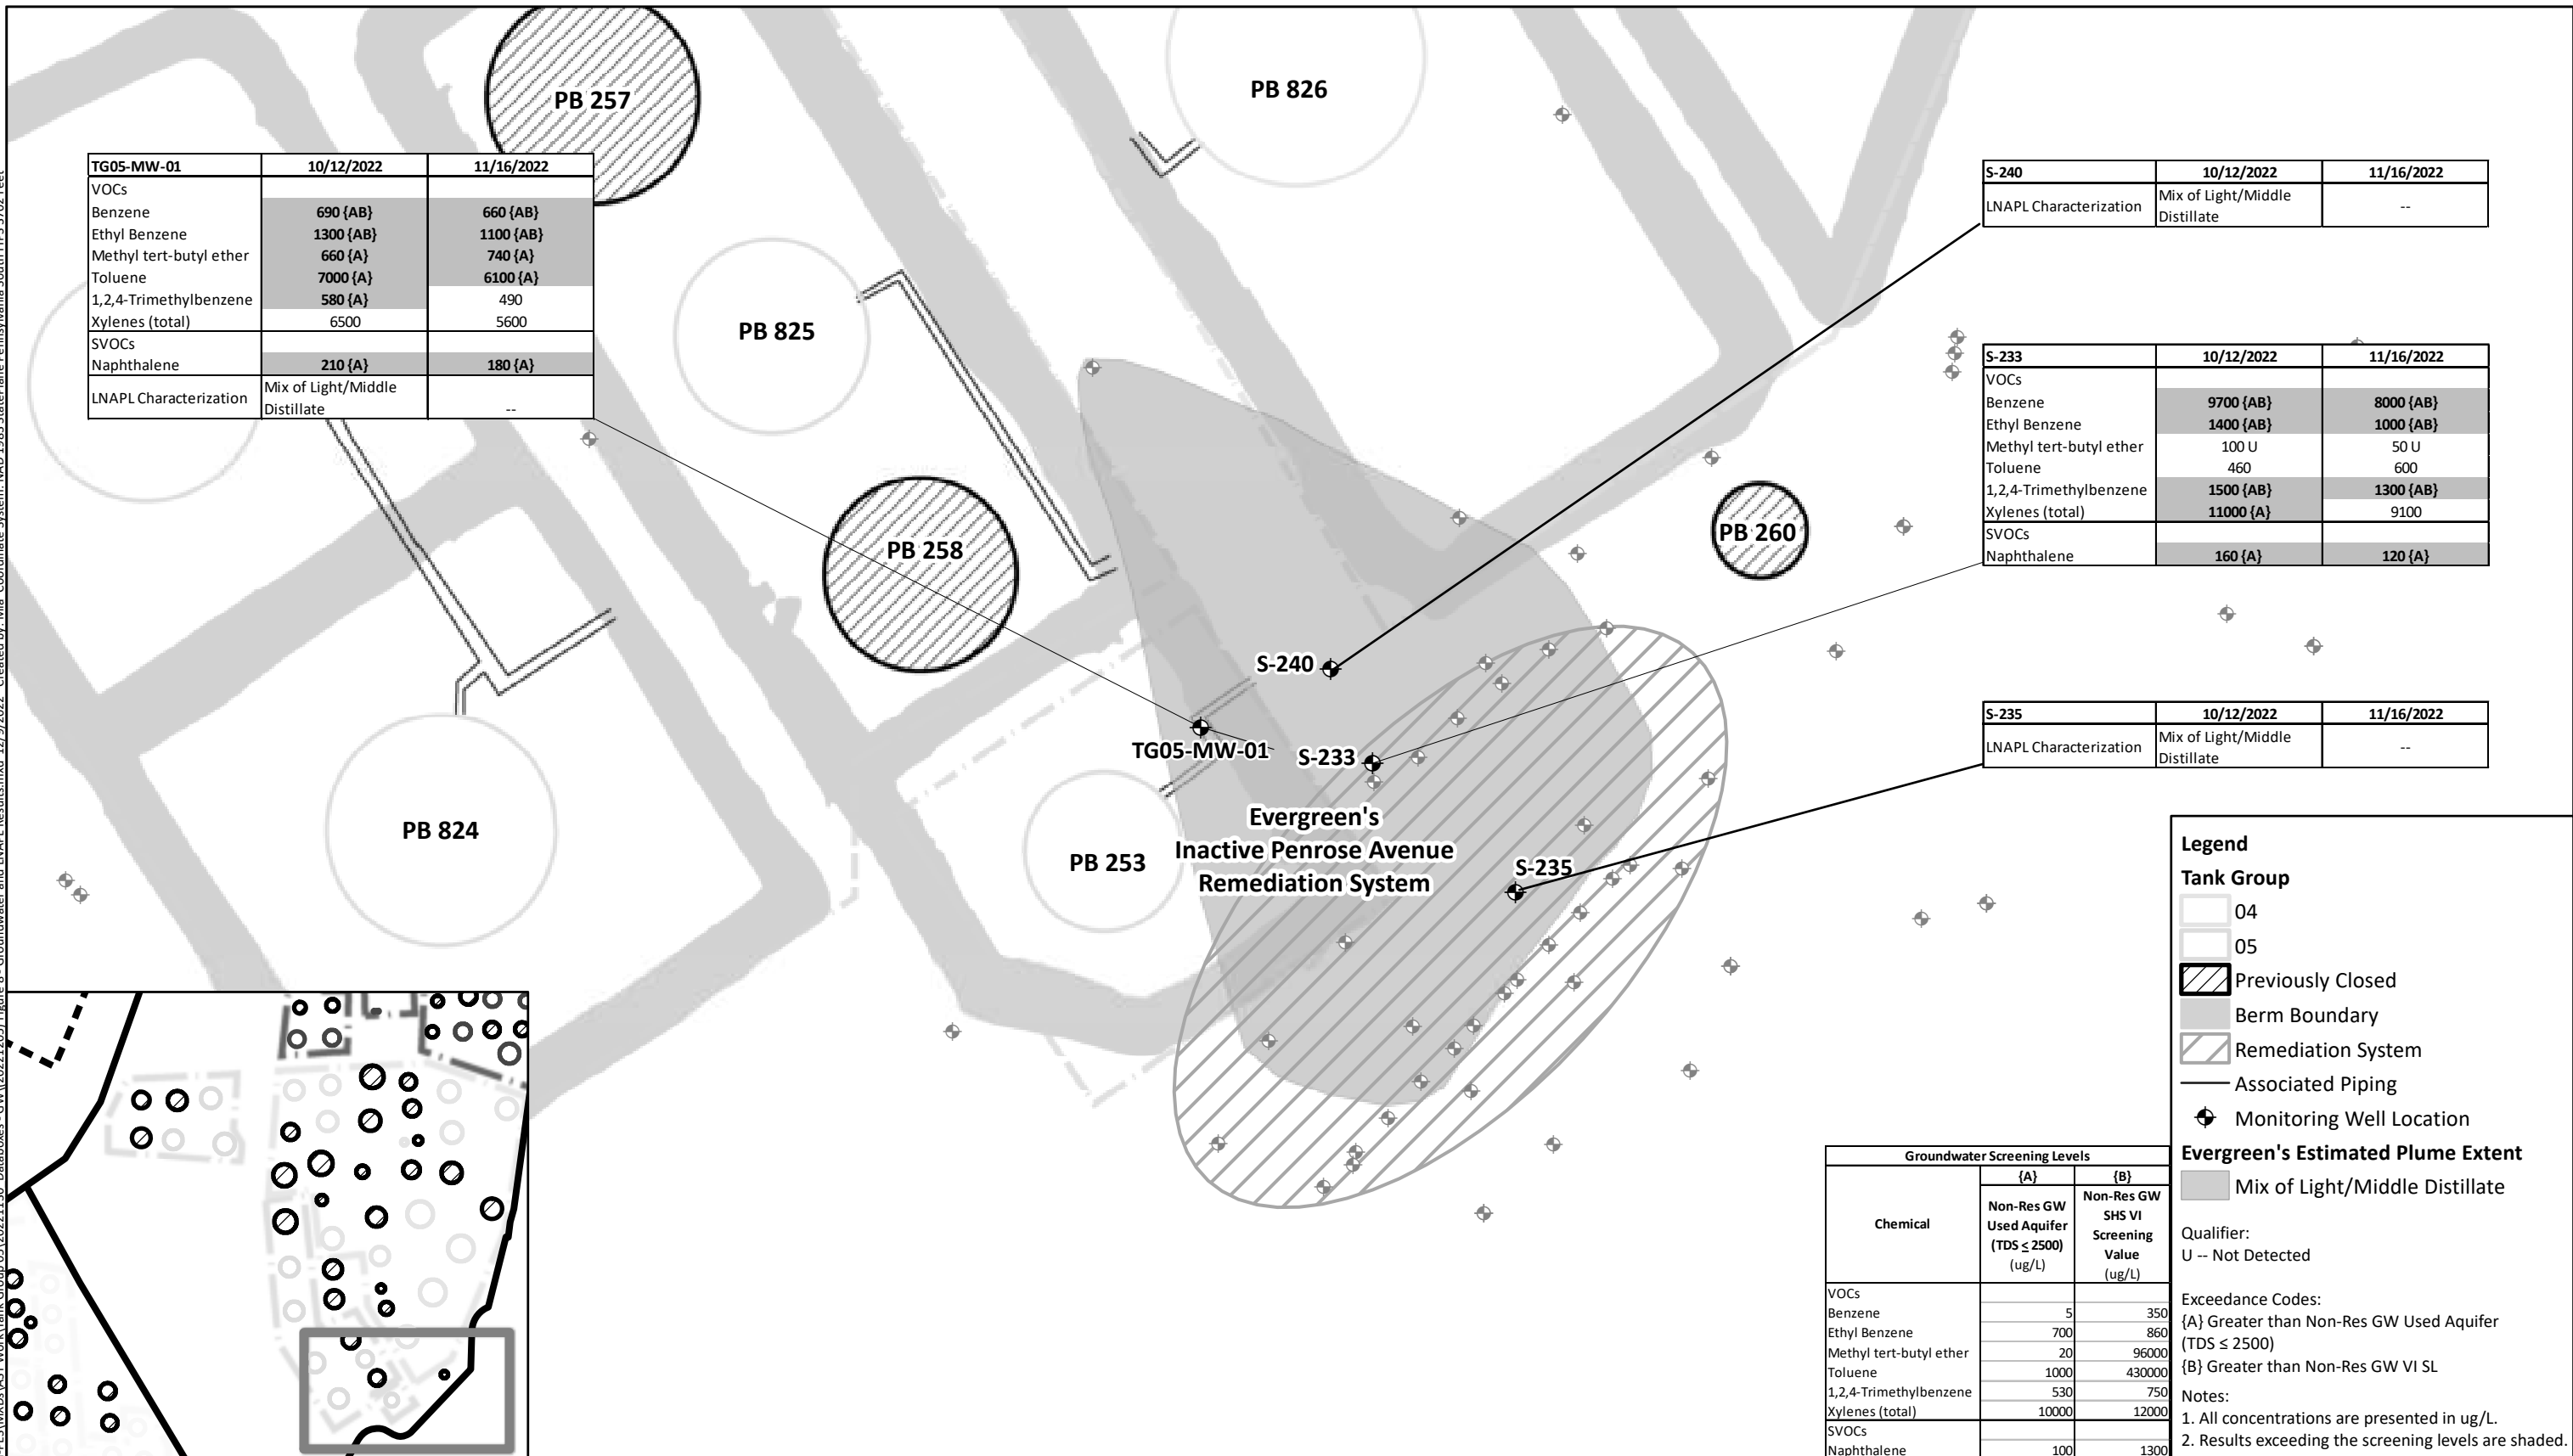 PB 257
PB 826
TG05-MW-01 10/12/2022 11/16/2022
VOCs
Benzene 690 {AB} 660 {AB}
Ethyl Benzene 1300 {AB} 1100 {AB}
Methyl tert-butyl ether 660 {A} 740 {A}
Toluene 7000 {A} 6100 {A}
1,2,4-Trimethylbenzene 580 {A} 490
Xylenes (total) 6500 5600
SVOCs
Naphthalene 210 {A} 180 {A}
LNAPL Characterization Mix of Light/Middle Distillate --
S-240 10/12/2022 11/16/2022
LNAPL Characterization Mix of Light/Middle Distillate --
PB 825
S-233 10/12/2022 11/16/2022
VOCs
Benzene 9700 {AB} 8000 {AB}
Ethyl Benzene 1400 {AB} 1000 {AB}
Methyl tert-butyl ether 100 U 50 U
Toluene 460 600
1,2,4-Trimethylbenzene 1500 {AB} 1300 {AB}
Xylenes (total) 11000 {A} 9100
SVOCs
Naphthalene 160 {A} 120 {A}
PB 258
PB 260
S-240
TG05-MW-01
S-233
S-235 10/12/2022 11/16/2022
LNAPL Characterization Mix of Light/Middle Distillate --
PB 824
PB 253
Evergreen's
Inactive Penrose Avenue
Remediation System
S-235
Legend
Tank Group
04
05
Previously Closed
Berm Boundary
Remediation System
Associated Piping
Monitoring Well Location
Evergreen's Estimated Plume Extent
Mix of Light/Middle Distillate
Qualifier:
U -- Not Detected
Exceedance Codes:
{A} Greater than Non-Res GW Used Aquifer
(TDS ≤ 2500)
{B} Greater than Non-Res GW VI SL
Notes:
1. All concentrations are presented in ug/L.
2. Results exceeding the screening levels are shaded.
Groundwater Screening Levels
Chemical {A} Non-Res GW Used Aquifer (TDS ≤ 2500) (ug/L) {B} Non-Res GW SHS VI Screening Value (ug/L)
VOCs
Benzene 5 350
Ethyl Benzene 700 860
Methyl tert-butyl ether 20 96000
Toluene 1000 430000
1,2,4-Trimethylbenzene 530 750
Xylenes (total) 10000 12000
SVOCs
Naphthalene 100 1300